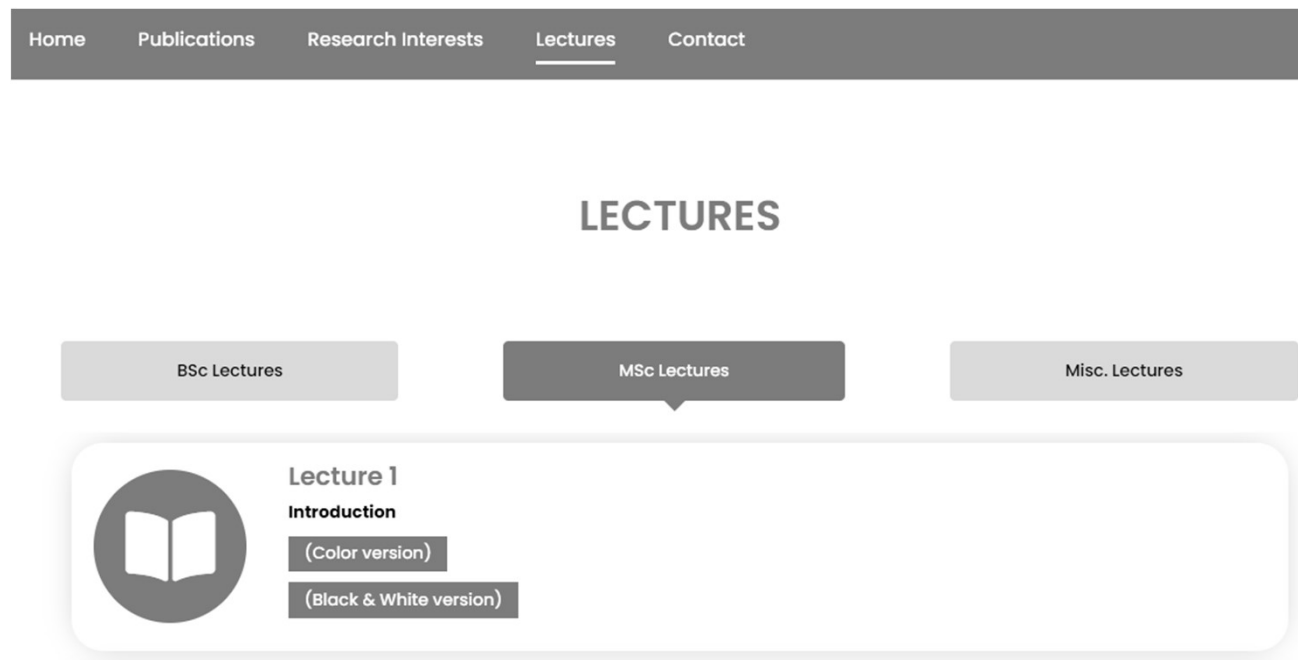 Home Publications Research Interests Lectures Contact
LECTURES
BSc Lectures MSc Lectures Misc. Lectures
Lecture 1
Introduction
(Color version)
(Black & White version)